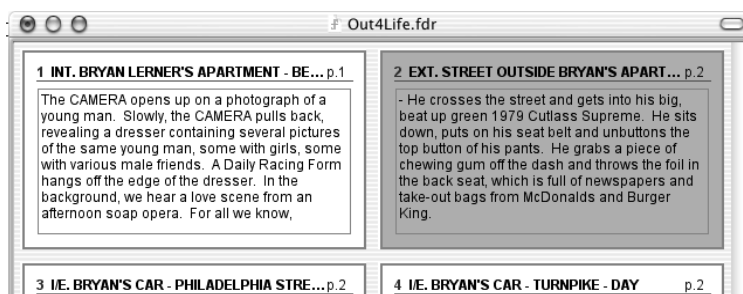 Out4Life.fdr
1 INT. BRYAN LERNER'S APARTMENT - BE... p.1
The CAMERA opens up on a photograph of a
young man. Slowly, the CAMERA pulls back,
revealing a dresser containing several pictures
of the same young man, some with girls, some
with various male friends. A Daily Racing Form
hangs off the edge of the dresser. In the
background, we hear a love scene from an
afternoon soap opera. For all we know,
2 EXT. STREET OUTSIDE BRYAN'S APART... p.2
- He crosses the street and gets into his big,
beat up green 1979 Cutlass Supreme. He sits
down, puts on his seat belt and unbuttons the
top button of his pants. He grabs a piece of
chewing gum off the dash and throws the foil in
the back seat, which is full of newspapers and
take-out bags from McDonalds and Burger
King.
3 I/E. BRYAN'S CAR - PHILADELPHIA STRE... p.2
4 I/E. BRYAN'S CAR - TURNPIKE - DAY p.2